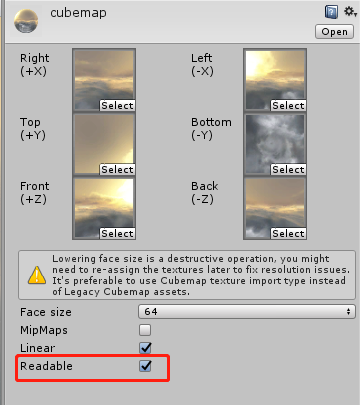 cubemap
Open
Right
(+X)
Select
Left
(-X)
Select
Top
(+Y)
Select
Bottom
(-Y)
Select
Front
(+Z)
Select
Back
(-Z)
Select
Lowering face size is a destructive operation, you might
need to re-assign the textures later to fix resolution issues.
It's preferable to use Cubemap texture import type instead
of Legacy Cubemap assets.
Face size 64
MipMaps
Linear
Readable